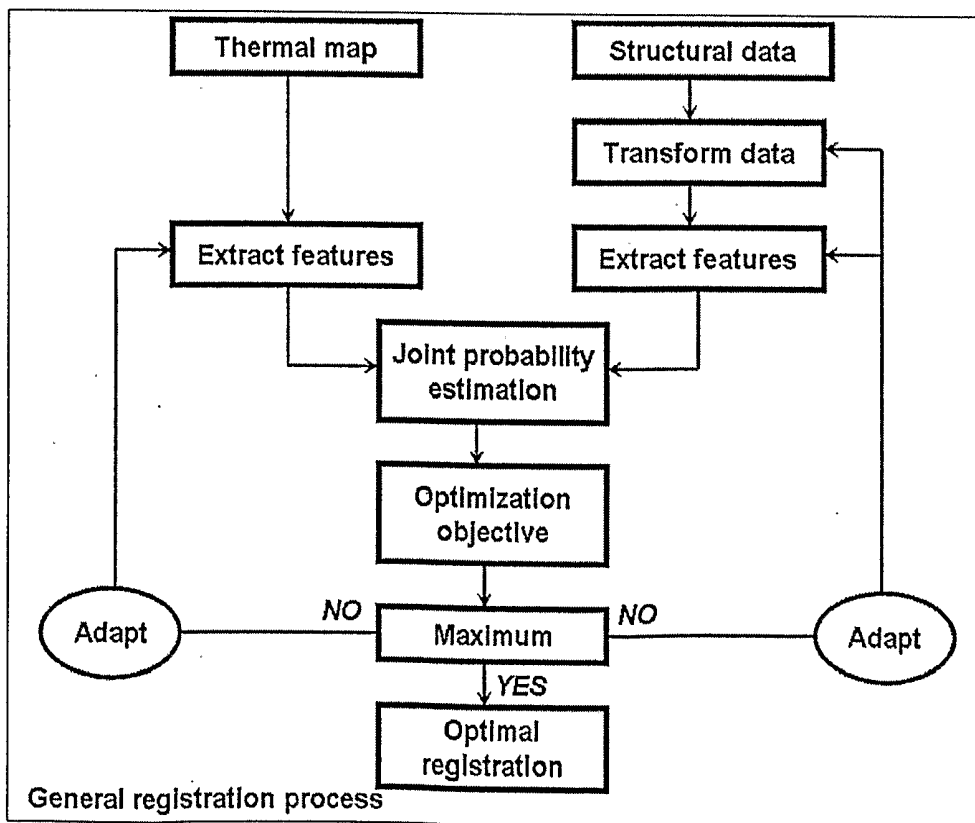 Thermal map
Structural data
Transform data
Extract features
Extract features
Joint probability
estimation
Optimization
objective
NO
NO
Adapt
Maximum
Adapt
YES
Optimal
registration
General registration process